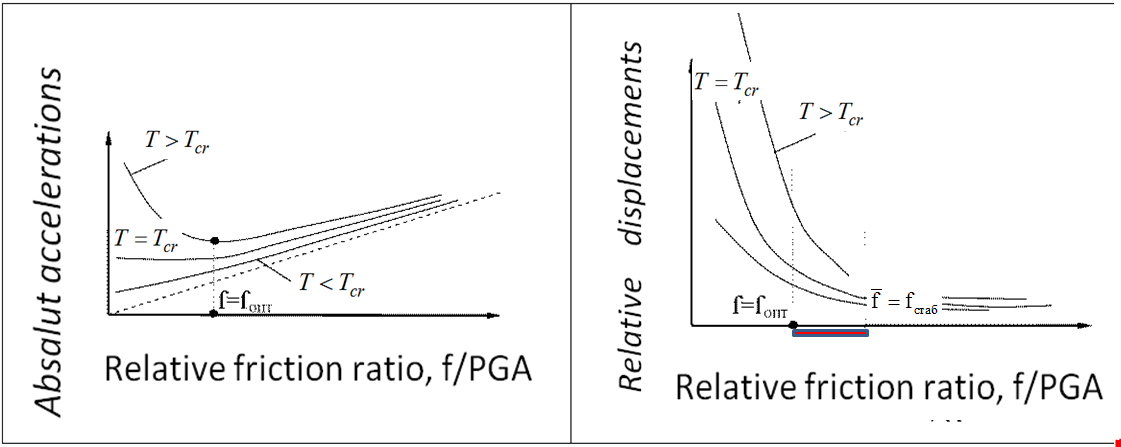 Absalut accelerations
T > Tcr
T = Tcr
T < Tcr
f=fопт
Relative friction ratio, f/PGA
Relative displacements
T = Tcr
T > Tcr
f=fопт
f̅ = fстаб
Relative friction ratio, f/PGA